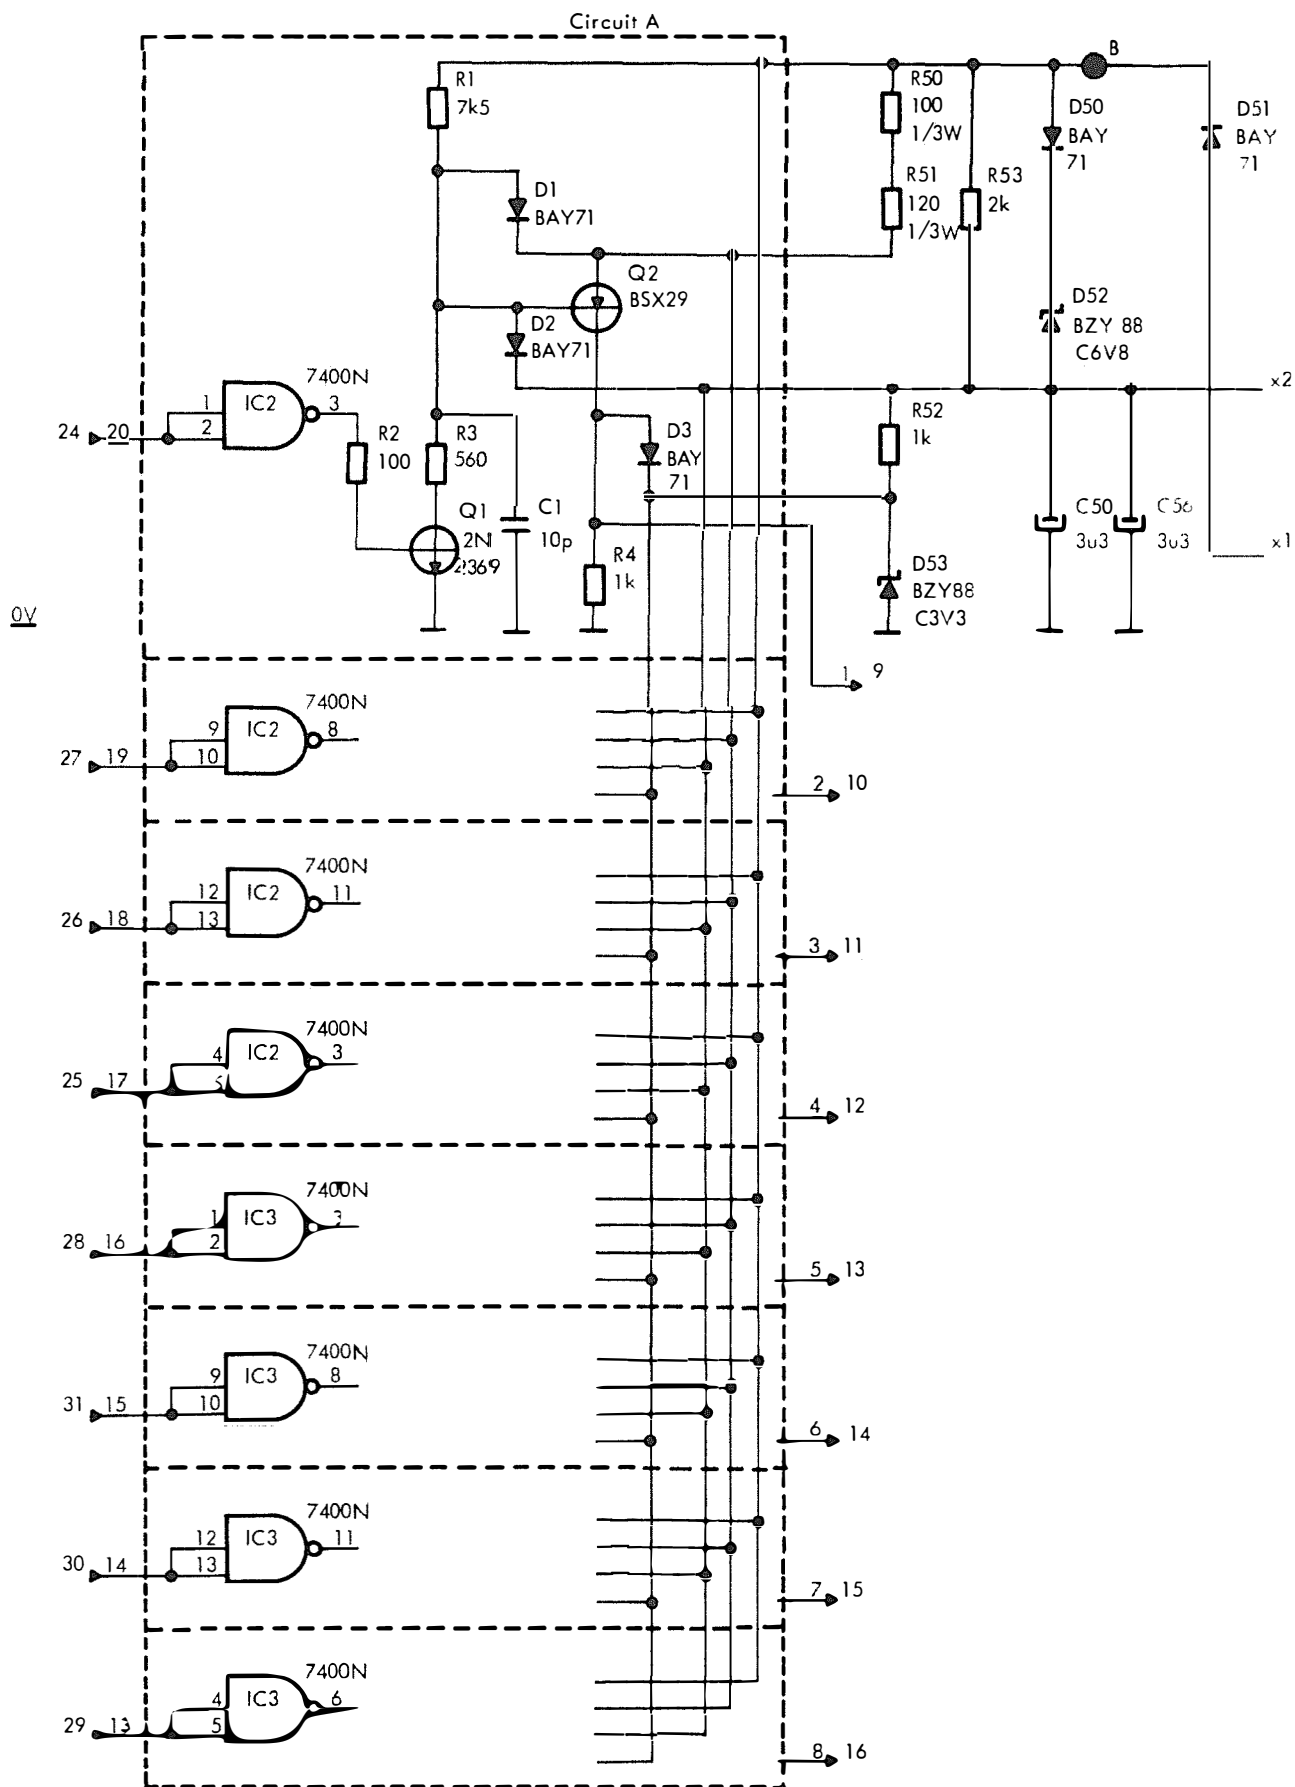 Circuit A
B
R1
7k5
R50
100
1/3W
D50
BAY
71
D51
BAY
71
D1
BAY71
R51
120
1/3W
R53
2k
Q2
BSX29
D52
BZY 88
C6V8
D2
BAY71
x2
7400N
1
2
IC2
3
24 20
R2
100
R3
560
D3
BAY
71
R52
1k
Q1
2N
2369
C1
10p
R4
1k
C50
3u3
C56
3u3
x1
D53
BZY88
C3V3
0V
1 9
7400N
9
10
IC2
8
27 19
2 10
7400N
12
13
IC2
11
26 18
3 11
7400N
4
5
IC2
3
25 17
4 12
7400N
1
2
IC3
3
28 16
5 13
7400N
9
10
IC3
8
31 15
6 14
7400N
12
13
IC3
11
30 14
7 15
7400N
4
5
IC3
6
29 13
8 16